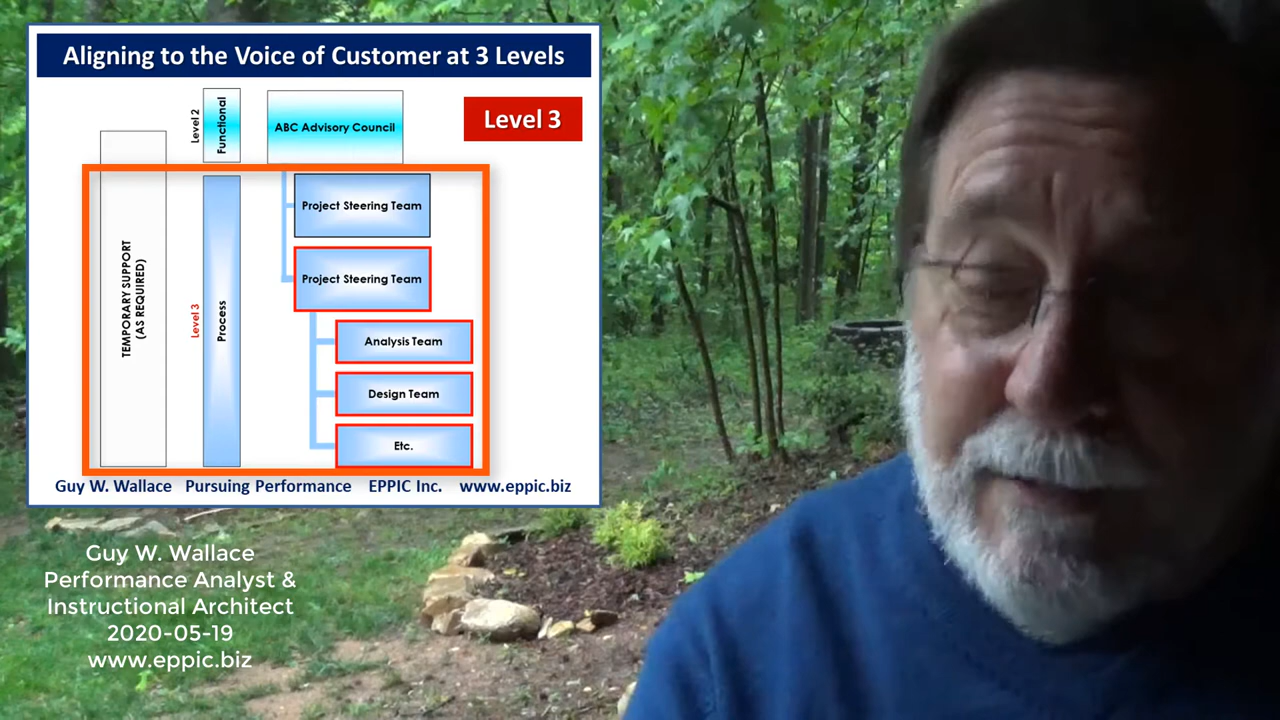 Aligning to the Voice of Customer at 3 Levels
Level 2
Functional
ABC Advisory Council
Level 3
TEMPORARY SUPPORT
(AS REQUIRED)
Level 3
Process
Project Steering Team
Project Steering Team
Analysis Team
Design Team
Etc.
Guy W. Wallace Pursuing Performance EPPIC Inc. www.eppic.biz
Guy W. Wallace
Performance Analyst &
Instructional Architect
2020-05-19
www.eppic.biz